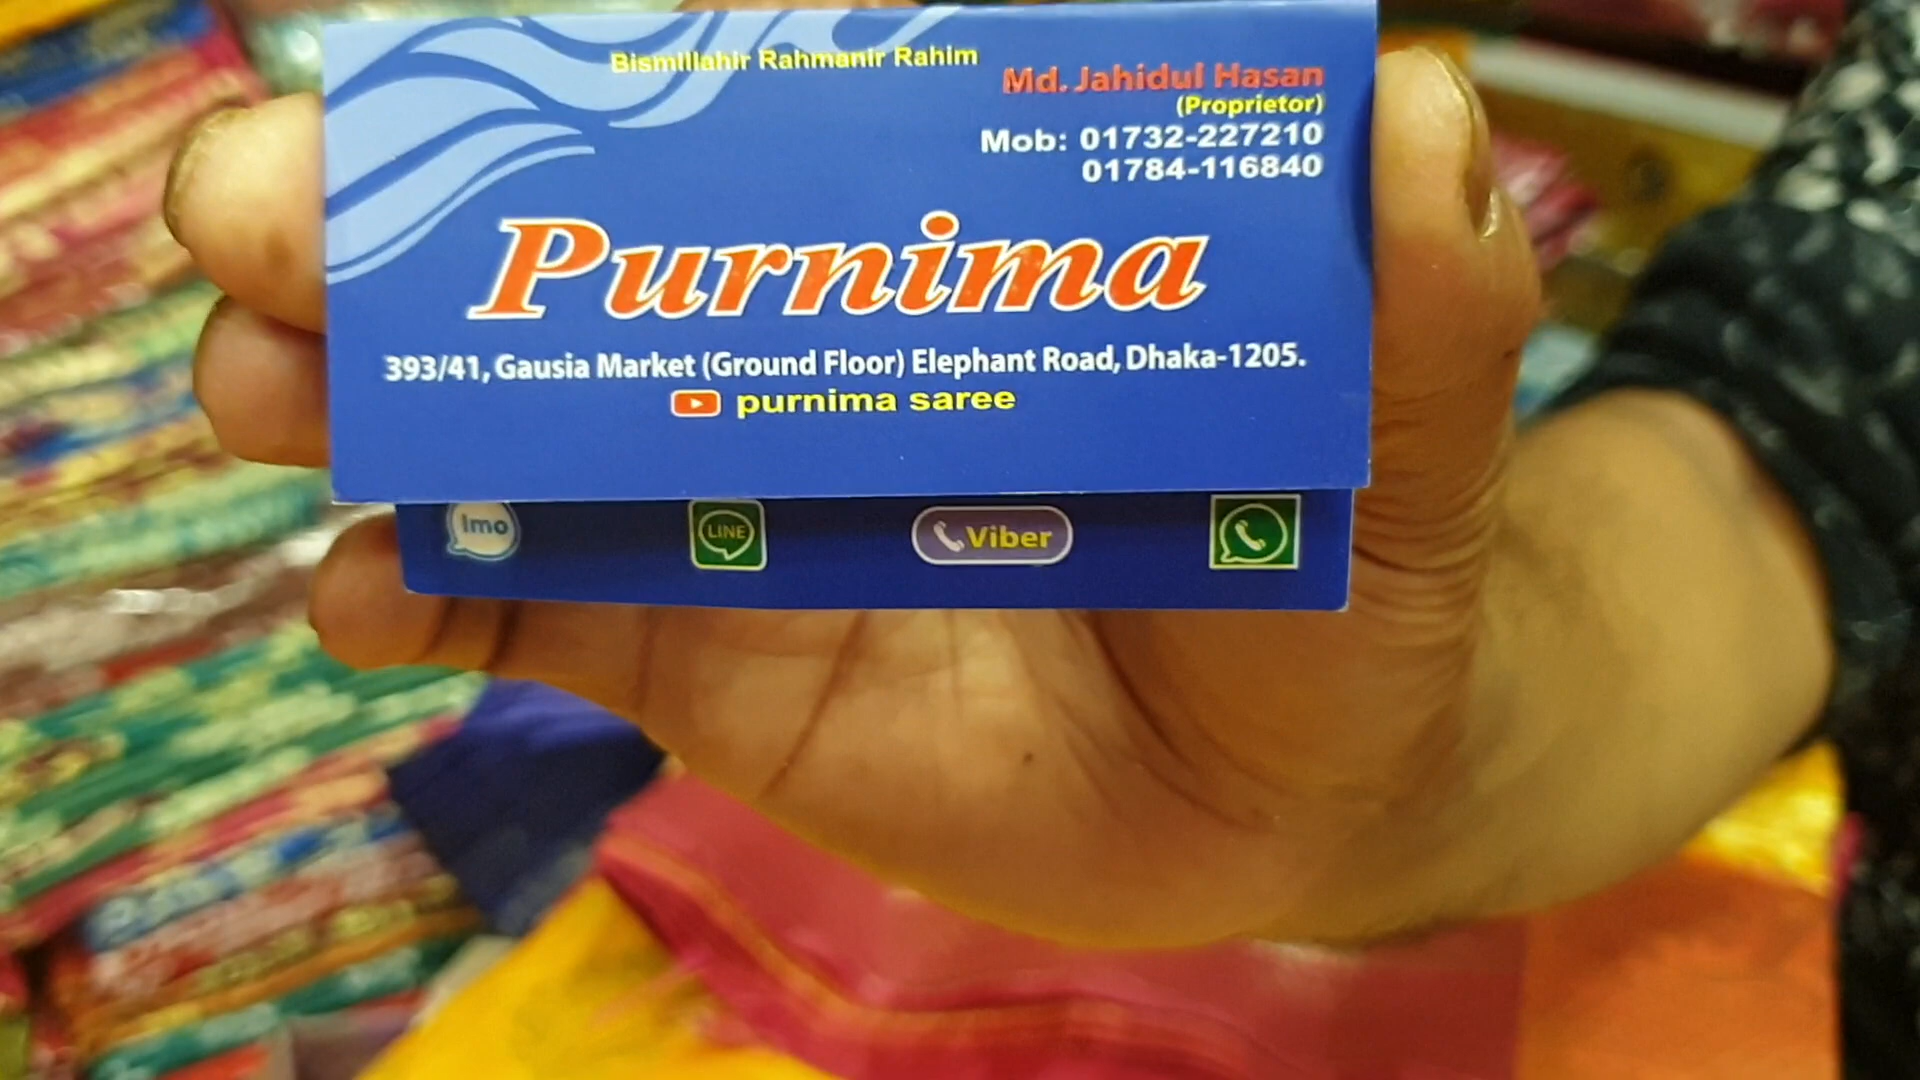 Bismillahir Rahmanir Rahim
Md. Jahidul Hasan
(Proprietor)
Mob: 01732-227210
01784-116840
Purnima
393/41, Gausia Market (Ground Floor) Elephant Road, Dhaka-1205.
purnima saree
Imo
LINE
Viber